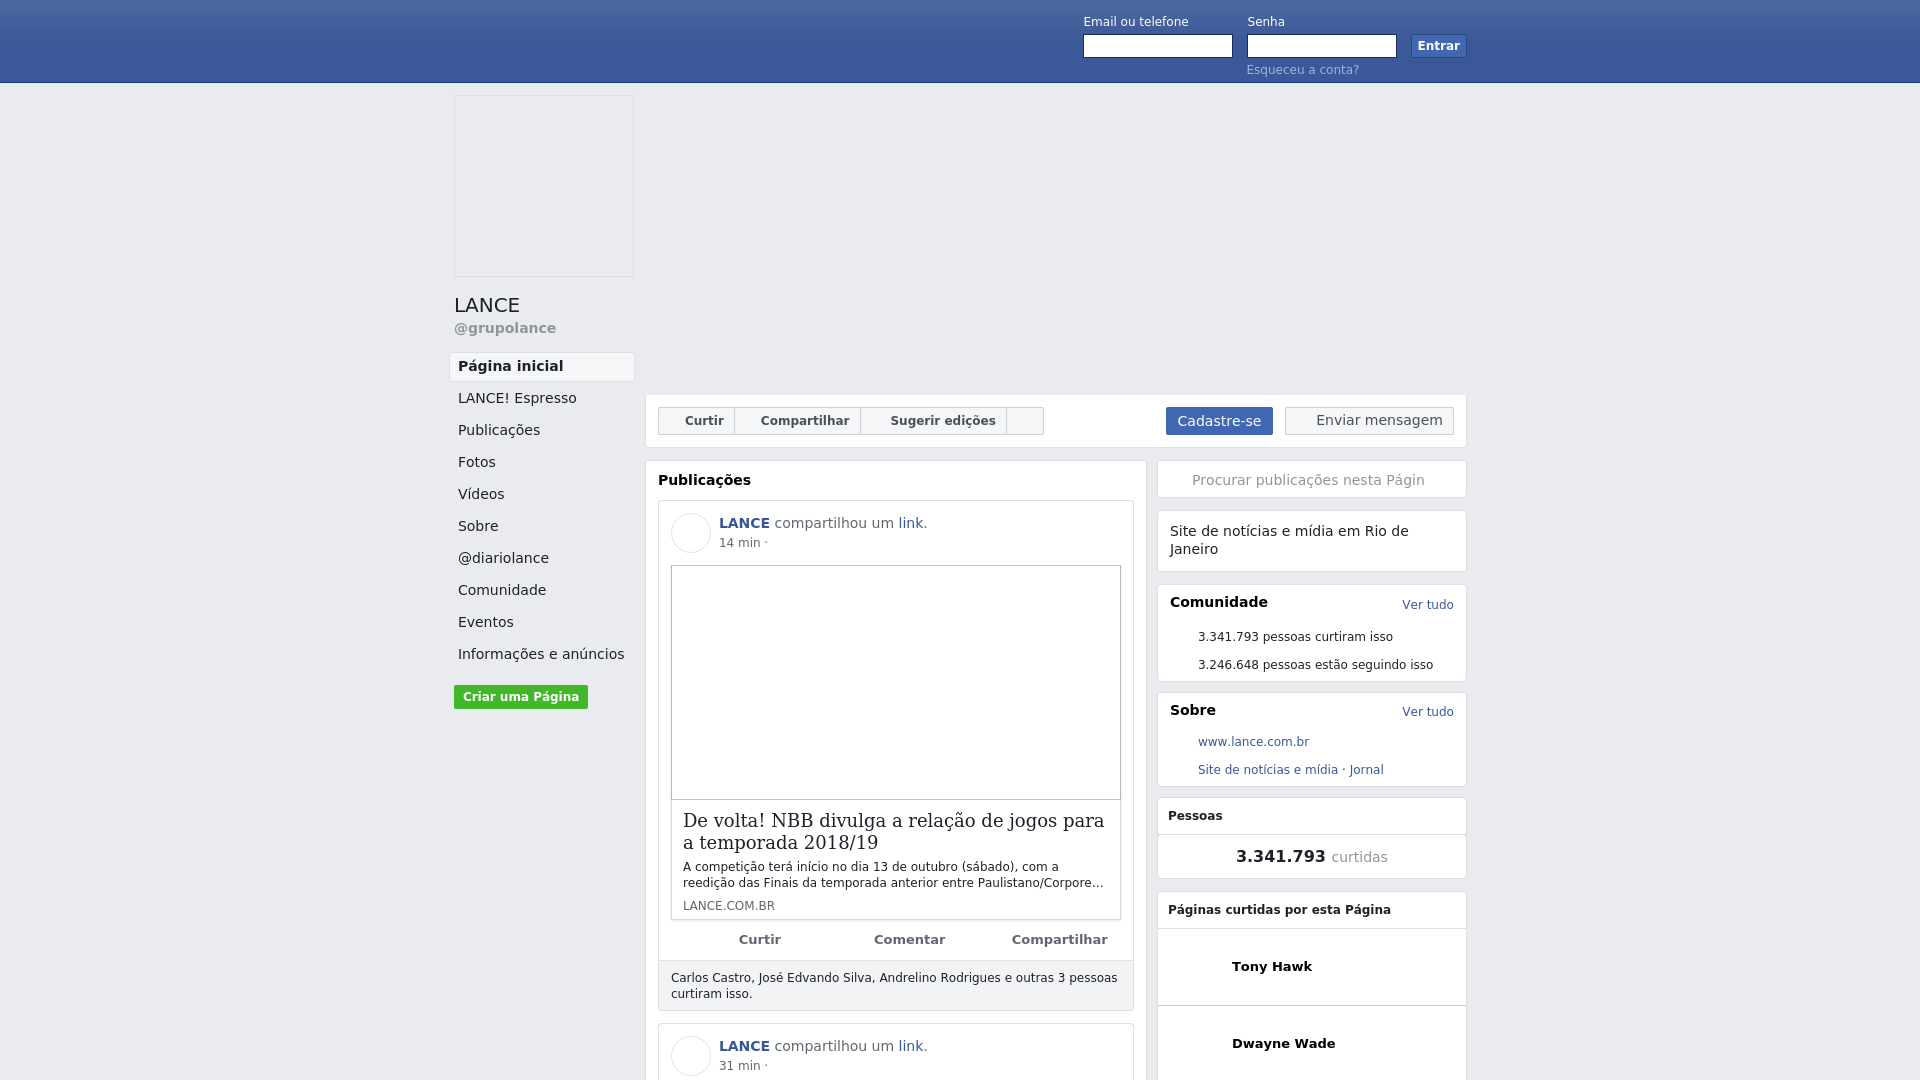 Email ou telefone
Senha
Entrar
Esqueceu a conta?
LANCE
@grupolance
Página inicial
LANCE! Espresso
Publicações
Fotos
Vídeos
Sobre
@diariolance
Comunidade
Eventos
Informações e anúncios
Criar uma Página
Curtir
Compartilhar
Sugerir edições
Cadastre-se
Enviar mensagem
Publicações
LANCE compartilhou um link.
14 min ·
De volta! NBB divulga a relação de jogos para
a temporada 2018/19
A competição terá início no dia 13 de outubro (sábado), com a
reedição das Finais da temporada anterior entre Paulistano/Corpore…
LANCE.COM.BR
Curtir
Comentar
Compartilhar
Carlos Castro, José Edvando Silva, Andrelino Rodrigues e outras 3 pessoas
curtiram isso.
LANCE compartilhou um link.
31 min ·
Procurar publicações nesta Págin
Site de notícias e mídia em Rio de
Janeiro
Comunidade
Ver tudo
3.341.793 pessoas curtiram isso
3.246.648 pessoas estão seguindo isso
Sobre
Ver tudo
www.lance.com.br
Site de notícias e mídia · Jornal
Pessoas
3.341.793 curtidas
Páginas curtidas por esta Página
Tony Hawk
Dwayne Wade